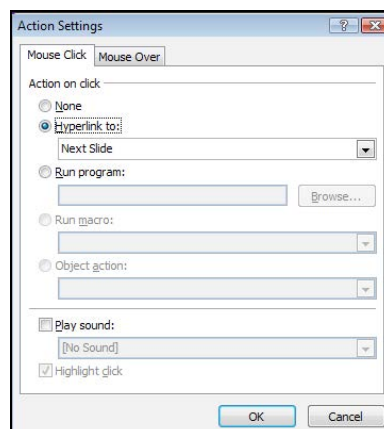 Action Settings
Mouse Click Mouse Over
Action on click
None
Hyperlink to:
Next Slide
Run program:
Browse...
Run macro:
Object action:
Play sound:
[No Sound]
Highlight click
OK Cancel